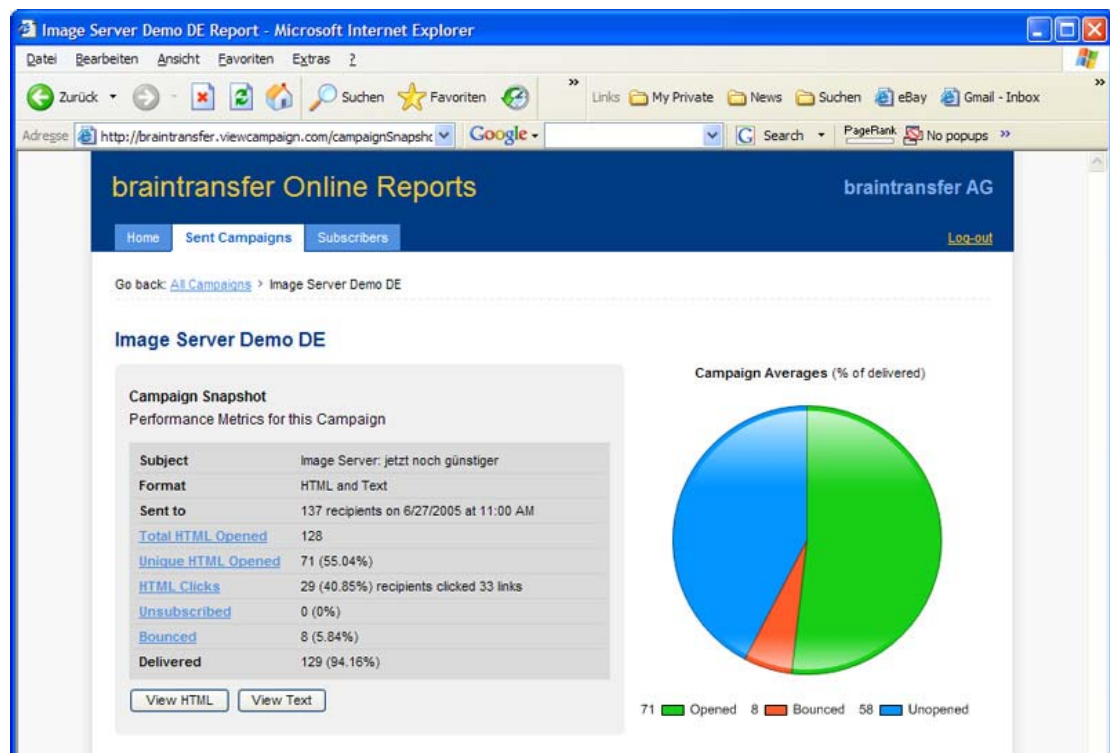 Image Server Demo DE Report - Microsoft Internet Explorer
Datei Bearbeiten Ansicht Favoriten Extras ?
Zurück Suchen Favoriten » Links My Private News Suchen eBay Gmail - Inbox »
Adresse http://braintransfer.viewcampaign.com/campaignSnapshc Google G Search PageRank No popups »
braintransfer Online Reports braintransfer AG
Home Sent Campaigns Subscribers Log-out
Go back: All Campaigns > Image Server Demo DE
Image Server Demo DE
Campaign Averages (% of delivered)
Campaign Snapshot
Performance Metrics for this Campaign
Subject Image Server: jetzt noch günstiger
Format HTML and Text
Sent to 137 recipients on 6/27/2005 at 11:00 AM
Total HTML Opened 128
Unique HTML Opened 71 (55.04%)
HTML Clicks 29 (40.85%) recipients clicked 33 links
Unsubscribed 0 (0%)
Bounced 8 (5.84%)
Delivered 129 (94.16%)
View HTML View Text
71 Opened 8 Bounced 58 Unopened